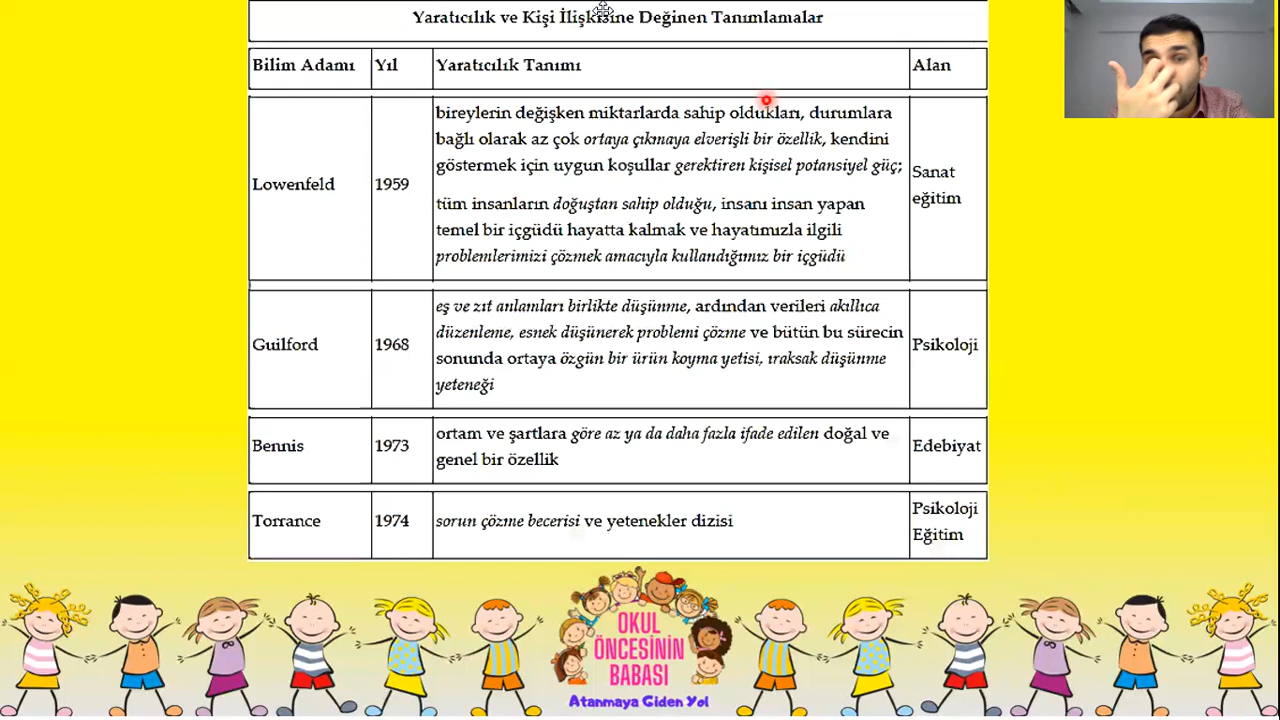 Yaratıcılık ve Kişi İlişkisine Değinen Tanımlamalar
Bilim Adamı Yıl Yaratıcılık Tanımı Alan
Lowenfeld 1959
bireylerin değişken miktarlarda sahip oldukları, durumlara
bağlı olarak az çok ortaya çıkmaya elverişli bir özellik, kendini
göstermek için uygun koşullar gerektiren kişisel potansiyel güç;
tüm insanların doğuştan sahip olduğu, insanı insan yapan
temel bir içgüdü hayatta kalmak ve hayatımızla ilgili
problemlerimizi çözmek amacıyla kullandığımız bir içgüdü
Sanat
eğitim
Guilford 1968
eş ve zıt anlamları birlikte düşünme, ardından verileri akıllıca
düzenleme, esnek düşünerek problemi çözme ve bütün bu sürecin
sonunda ortaya özgün bir ürün koyma yetisi, ıraksak düşünme
yeteneği
Psikoloji
Bennis 1973
ortam ve şartlara göre az ya da daha fazla ifade edilen doğal ve
genel bir özellik
Edebiyat
Torrance 1974
sorun çözme becerisi ve yetenekler dizisi
Psikoloji
Eğitim
OKUL
ÖNCESİNİN
BABASI
Atanmaya Giden Yol